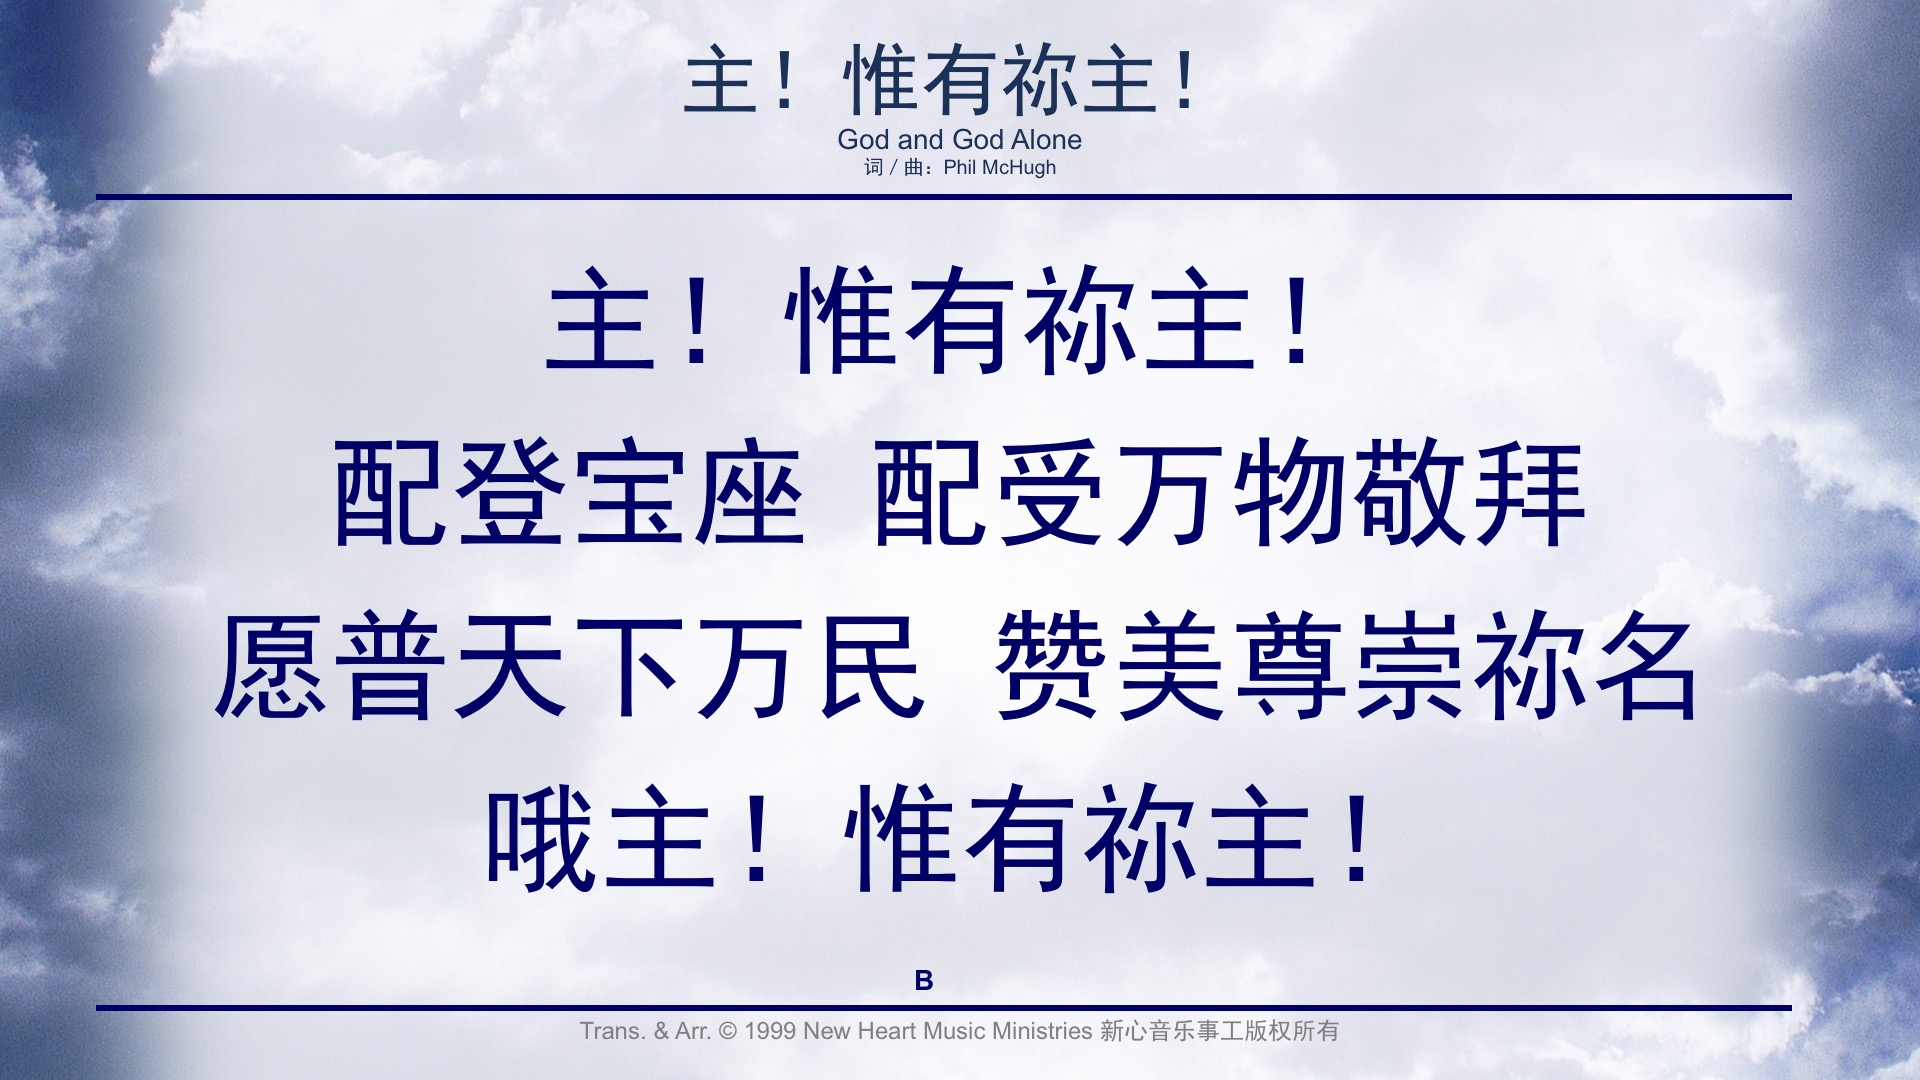 主！惟有祢主！
God and God Alone
词 / 曲：Phil McHugh
主！惟有祢主！
配登宝座 配受万物敬拜
愿普天下万民 赞美尊崇祢名
哦主！惟有祢主！
B
Trans. & Arr. © 1999 New Heart Music Ministries 新心音乐事工版权所有